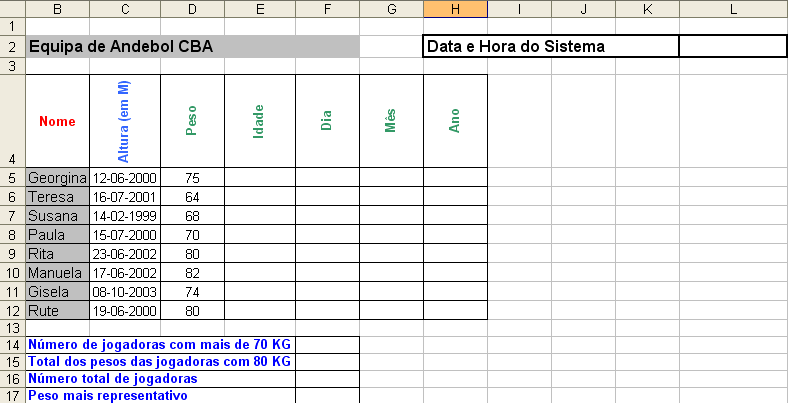 B C D E F G H I J K L
1
2 Equipa de Andebol CBA Data e Hora do Sistema
3
4 Nome Altura (em M) Peso Idade Dia Mês Ano
5 Georgina 12-06-2000 75
6 Teresa 16-07-2001 64
7 Susana 14-02-1999 68
8 Paula 15-07-2000 70
9 Rita 23-06-2002 80
10 Manuela 17-06-2002 82
11 Gisela 08-10-2003 74
12 Rute 19-06-2000 80
13
14 Número de jogadoras com mais de 70 KG
15 Total dos pesos das jogadoras com 80 KG
16 Número total de jogadoras
17 Peso mais representativo